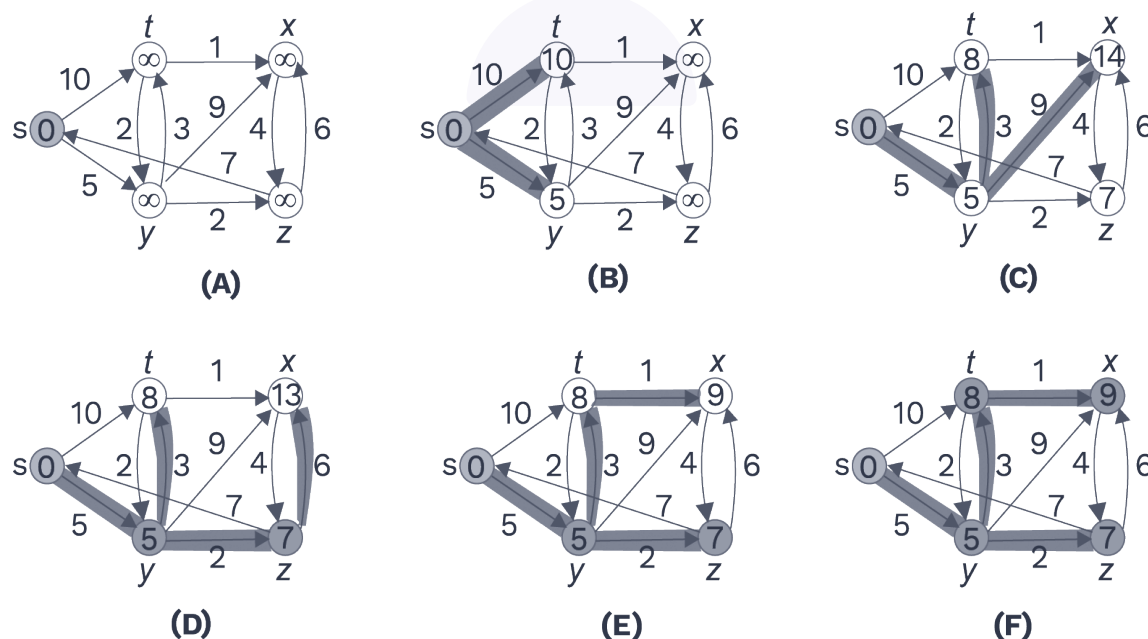 t x
1
10 ∞ ∞
9
s 0 2 3 4 6
7
5 ∞ ∞
2
y z
(A)
t x
1
10 10 ∞
9
s 0 2 3 4 6
7
5 5 ∞
2
y z
(B)
t x
1
10 8 14
9
s 0 2 3 4 6
7
5 5 7
2
y z
(C)
t x
1
10 8 13
9
s 0 2 3 4 6
7
5 5 7
2
y z
(D)
t x
1
10 8 9
9
s 0 2 3 4 6
7
5 5 7
2
y z
(E)
t x
1
10 8 9
9
s 0 2 3 4 6
7
5 5 7
2
y z
(F)